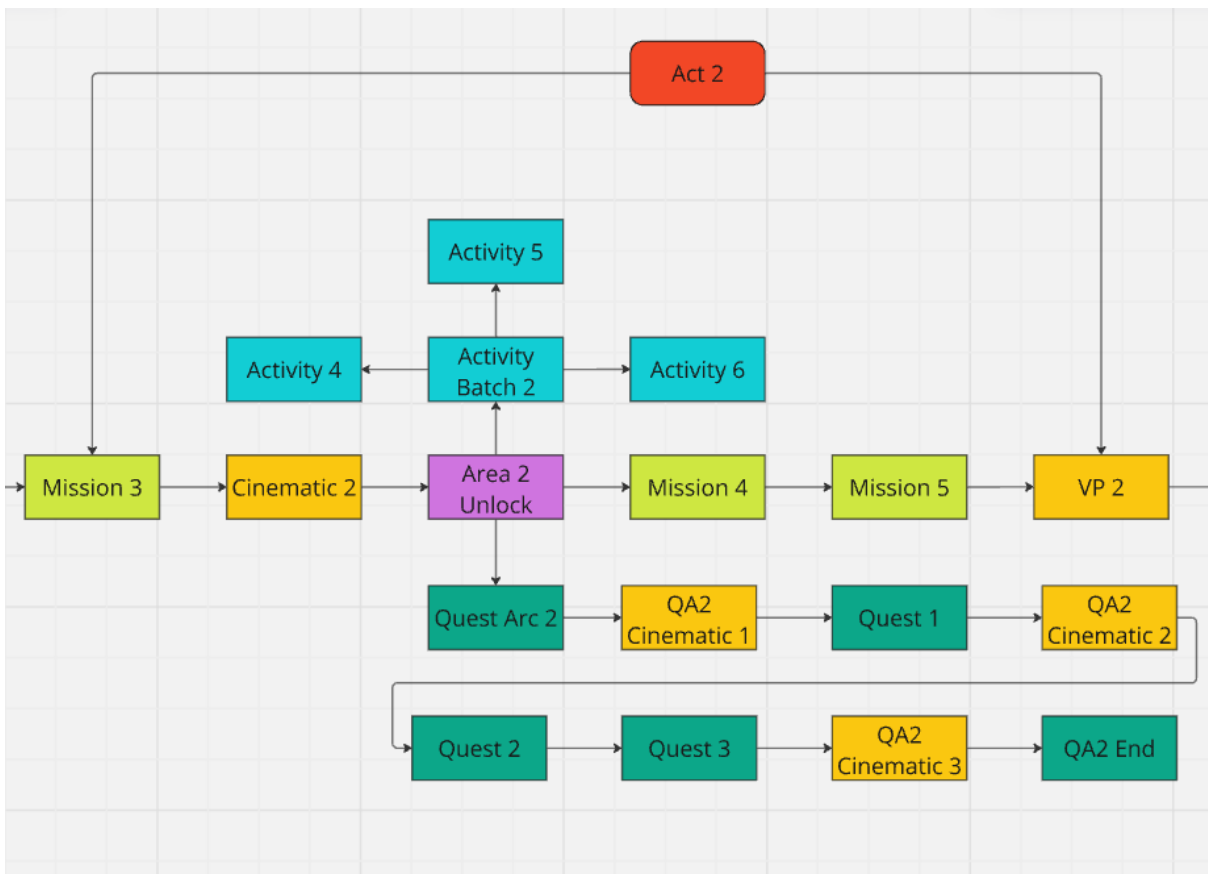 Act 2
Activity 5
Activity 4
Activity
Batch 2
Activity 6
Mission 3
Cinematic 2
Area 2
Unlock
Mission 4
Mission 5
VP 2
Quest Arc 2
QA2
Cinematic 1
Quest 1
QA2
Cinematic 2
Quest 2
Quest 3
QA2
Cinematic 3
QA2 End